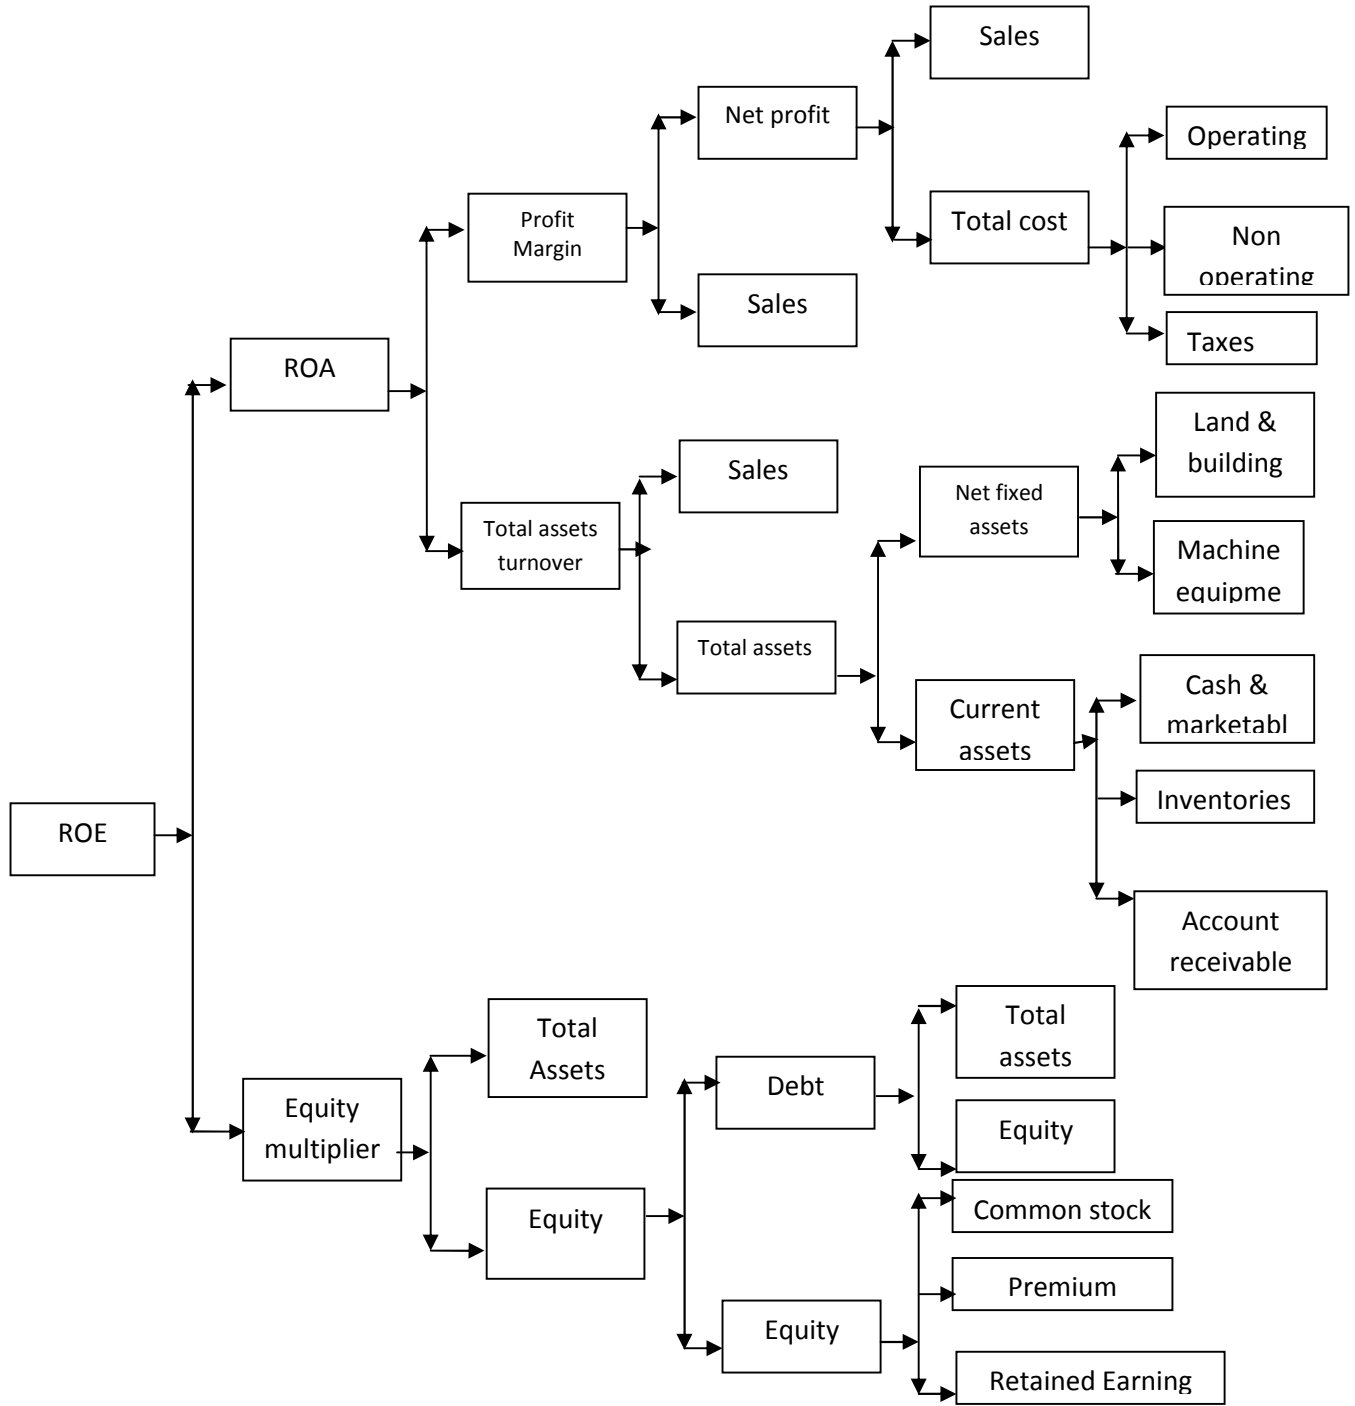 Sales
Net profit
Operating
Profit
Margin
Total cost
Non
operating
Sales
Taxes
ROA
Land &
building
Sales
Net fixed
assets
Total assets
turnover
Machine
equipme
Total assets
Cash &
marketabl
Current
assets
Inventories
ROE
Account
receivable
Total
Assets
Total
assets
Debt
Equity
multiplier
Equity
Equity
Common stock
Premium
Equity
Retained Earning